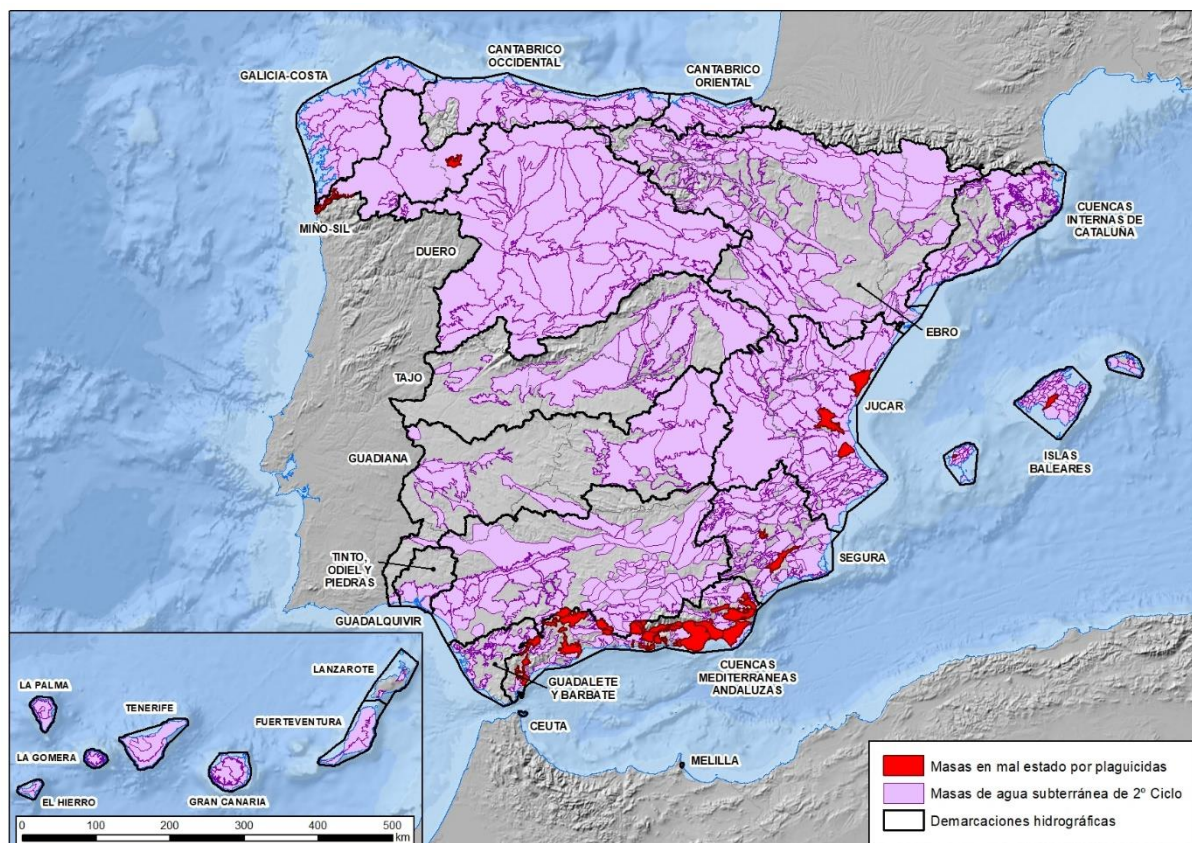 CANTABRICO
OCCIDENTAL
GALICIA-COSTA
CANTABRICO
ORIENTAL
CUENCAS
INTERNAS DE
CATALUÑA
MIÑO-SIL
DUERO
EBRO
TAJO
JUCAR
GUADIANA
ISLAS
BALEARES
TINTO,
ODIEL Y
PIEDRAS
SEGURA
GUADALQUIVIR
CUENCAS
MEDITERRÁNEAS
ANDALUZAS
GUADALETE
Y BARBATE
CEUTA
MELILLA
LANZAROTE
LA PALMA
TENERIFE
FUERTEVENTURA
LA GOMERA
EL HIERRO
GRAN CANARIA
0 100 200 300 400 500
km
Masas en mal estado por plaguicidas
Masas de agua subterránea de 2º Ciclo
Demarcaciones hidrográficas